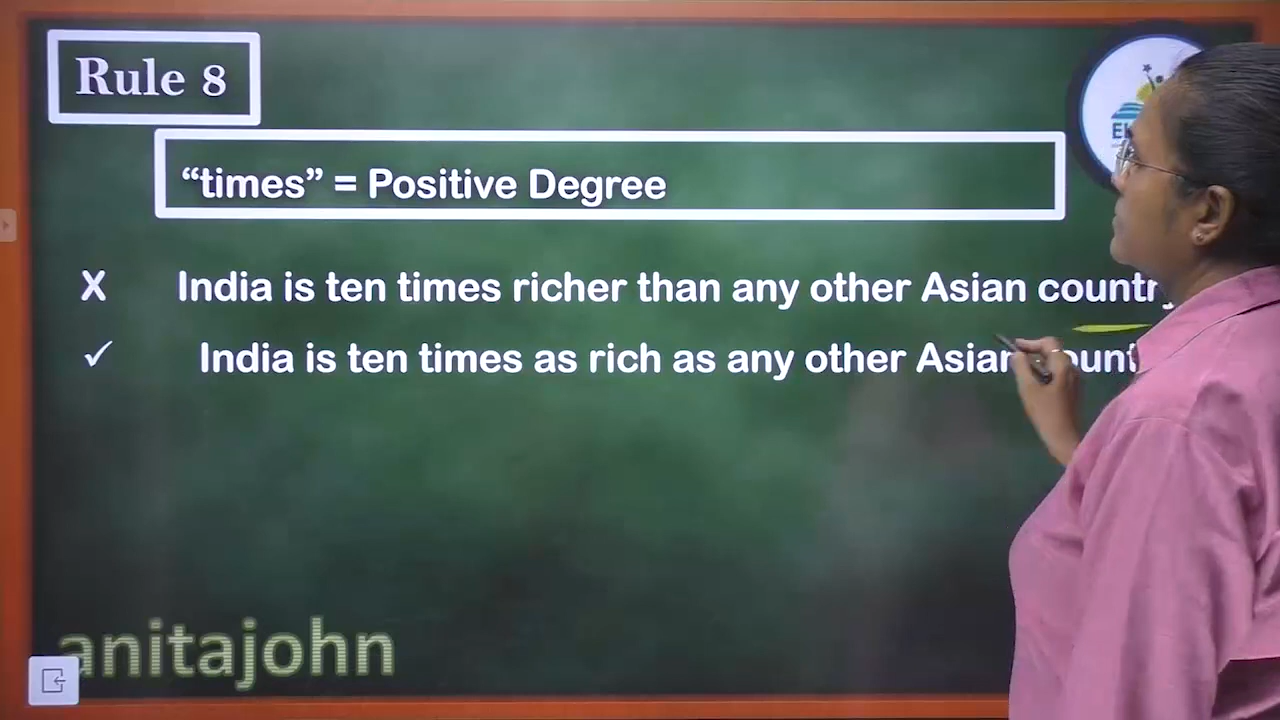 Rule 8
“times” = Positive Degree
X India is ten times richer than any other Asian
✓ India is ten times as rich as any other Asian
anitajohn